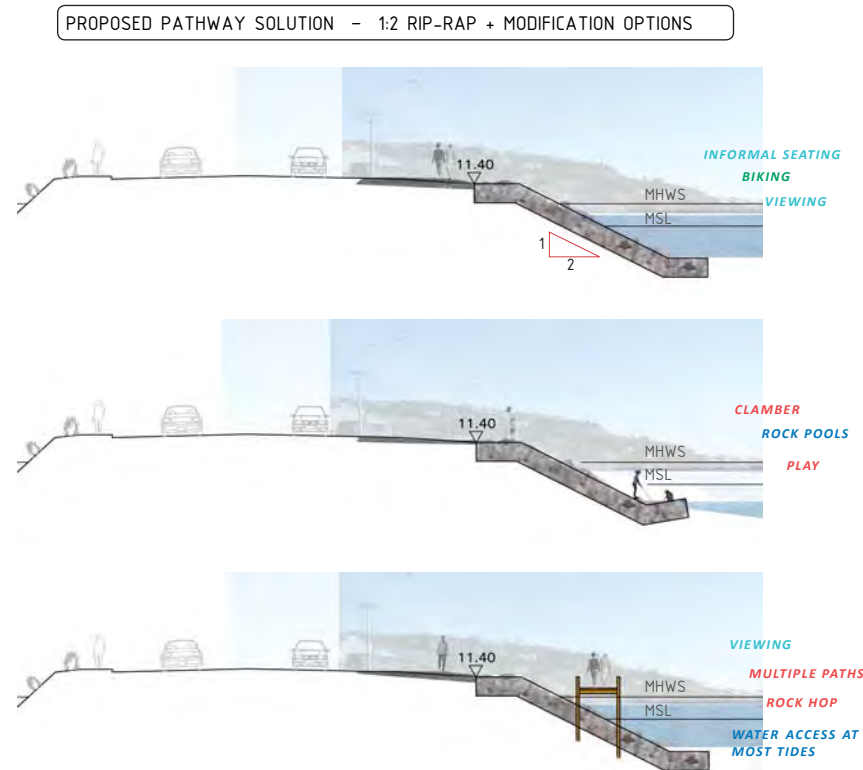 PROPOSED PATHWAY SOLUTION – 1:2 RIP-RAP + MODIFICATION OPTIONS
INFORMAL SEATING
11.40
BIKING
MHWS
VIEWING
MSL
1
2
CLAMBER
11.40
ROCK POOLS
MHWS
PLAY
MSL
VIEWING
11.40
MULTIPLE PATHS
MHWS
ROCK HOP
MSL
WATER ACCESS AT
MOST TIDES